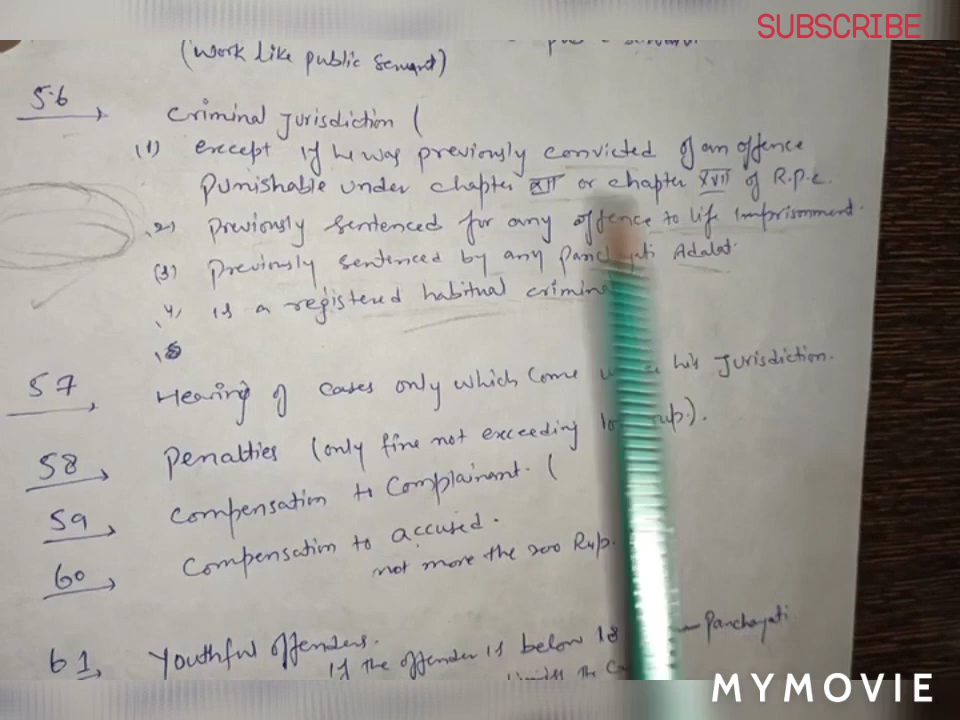 SUBSCRIBE
(Work like public Servant)
56 → Criminal Jurisdiction (
(1) except if he was previously convicted of an offence
Punishable under chapter XII or chapter XVII of R.P.C.
(2) Previously sentenced for any offence to life Imprisonment.
(3) Previously sentenced by any Panchayati Adalat.
(4) is a registered habitual
(5
57 → Hearing of cases only which Come his Jurisdiction.
58 → Penalties (only fine not exceeding
59 → Compensation to Complainant. (
60 → Compensation to accused.
not more the 200 Rup.
61 → Youthful offenders.
If the offender is below 18 Panchayati
the
MYMOVIE